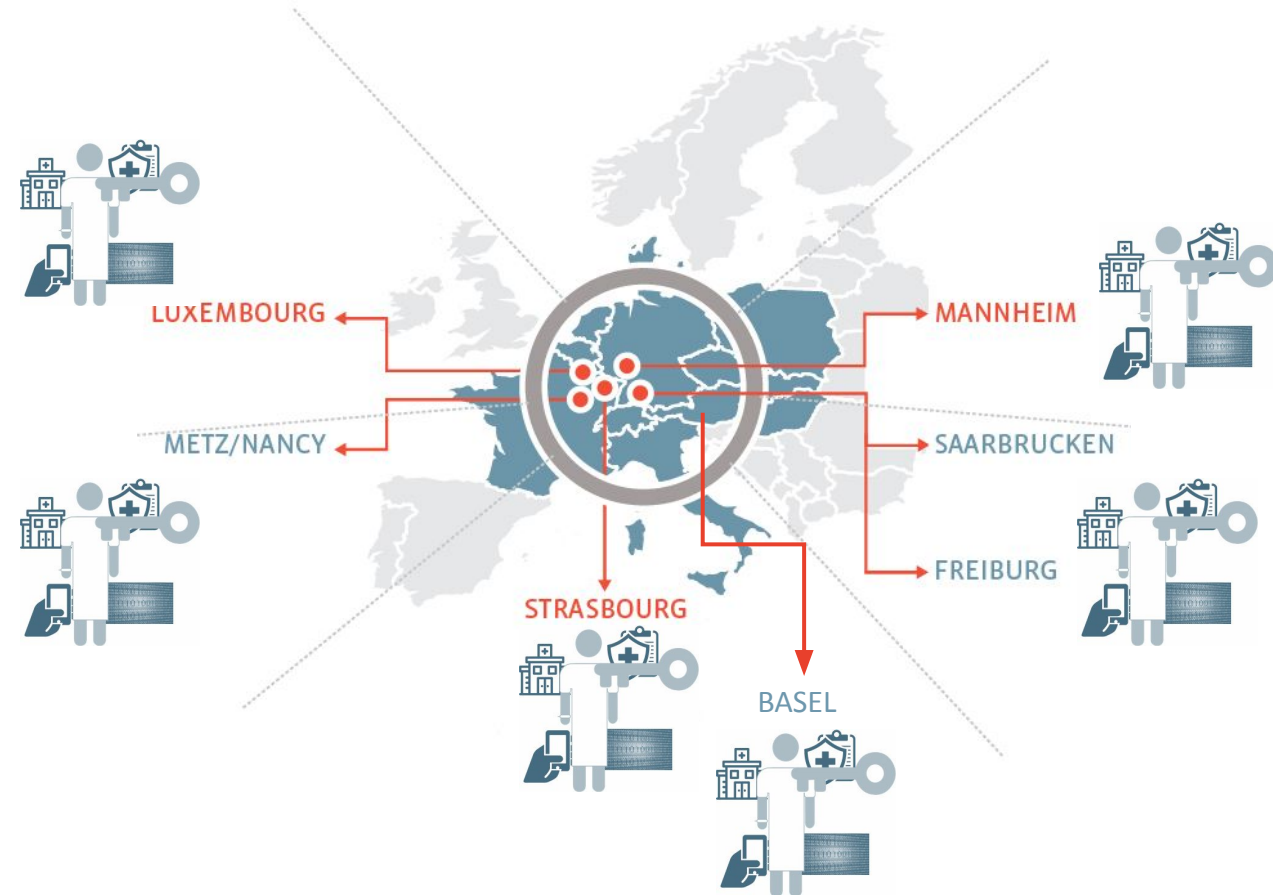 LUXEMBOURG
MANNHEIM
METZ/NANCY
SAARBRUCKEN
FREIBURG
STRASBOURG
BASEL